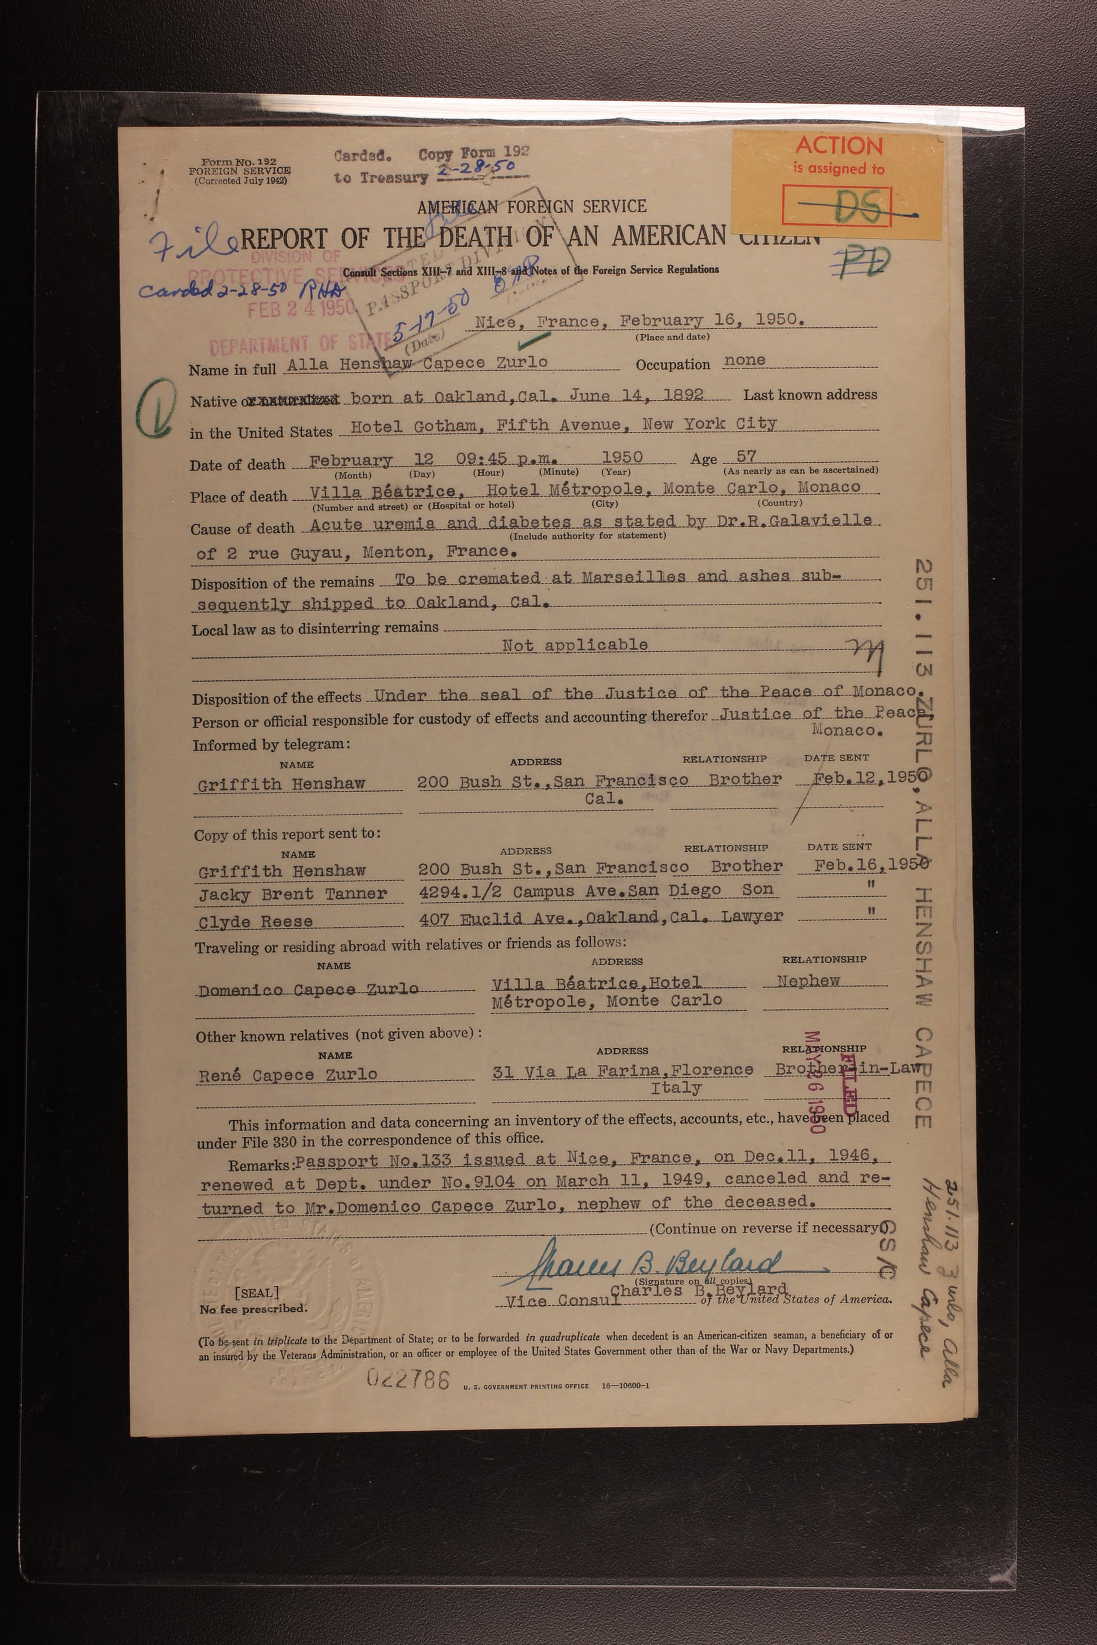 Form No. 192
FOREIGN SERVICE
(Corrected July 1942)
Carded. Copy Form 192
to Treasury 2-28-50
ACTION
is assigned to
DS
PD
AMERICAN FOREIGN SERVICE
File
REPORT OF THE DEATH OF AN AMERICAN CITIZEN
Consult Sections XIII-7 and XIII-8 and Notes of the Foreign Service Regulations
DIVISION OF
PROTECTIVE SERVICES
Carded 2-28-50 RHA
FEB 24 1950
DEPARTMENT OF STATE
PASSPORT DIVISION
5-17-50
(Date)
Nice, France, February 16, 1950.
(Place and date)
Name in full Alla Henshaw Capece Zurlo Occupation none
Native or naturalized born at Oakland,Cal. June 14, 1892 Last known address
in the United States Hotel Gotham, Fifth Avenue, New York City
Date of death February 12 09:45 p.m. 1950 Age 57
(Month) (Day) (Hour) (Minute) (Year) (As nearly as can be ascertained)
Place of death Villa Béatrice, Hotel Métropole, Monte Carlo, Monaco
(Number and street) or (Hospital or hotel) (City) (Country)
Cause of death Acute uremia and diabetes as stated by Dr.R.Galavielle
(Include authority for statement)
of 2 rue Guyau, Menton, France.
Disposition of the remains To be cremated at Marseilles and ashes sub-
sequently shipped to Oakland, Cal.
Local law as to disinterring remains
Not applicable
Disposition of the effects Under the seal of the Justice of the Peace of Monaco.
Person or official responsible for custody of effects and accounting therefor Justice of the Peace,
Monaco.
Informed by telegram:
NAME ADDRESS RELATIONSHIP DATE SENT
Griffith Henshaw 200 Bush St.,San Francisco Brother Feb.12,1950
Cal.
Copy of this report sent to:
NAME ADDRESS RELATIONSHIP DATE SENT
Griffith Henshaw 200 Bush St.,San Francisco Brother Feb.16,1950
Jacky Brent Tanner 4294.1/2 Campus Ave.San Diego Son "
Clyde Reese 407 Euclid Ave.,Oakland,Cal. Lawyer "
Traveling or residing abroad with relatives or friends as follows:
NAME ADDRESS RELATIONSHIP
Domenico Capece Zurlo Villa Béatrice,Hotel Nephew
Métropole, Monte Carlo
Other known relatives (not given above):
NAME ADDRESS RELATIONSHIP
René Capece Zurlo 31 Via La Farina,Florence Brother-in-Law
Italy
FILED
MAY 26 1950
This information and data concerning an inventory of the effects, accounts, etc., have been placed
under File 330 in the correspondence of this office.
Remarks:Passport No.133 issued at Nice, France, on Dec.11, 1946,
renewed at Dept. under No.9104 on March 11, 1949, canceled and re-
turned to Mr.Domenico Capece Zurlo, nephew of the deceased.
(Continue on reverse if necessary)
Charles B. Beylard
(Signature on all copies)
Charles B.Beylard
[SEAL]
Vice Consul of the United States of America.
No fee prescribed.
(To be sent in triplicate to the Department of State; or to be forwarded in quadruplicate when decedent is an American-citizen seaman, a beneficiary of or
an insured by the Veterans Administration, or an officer or employee of the United States Government other than of the War or Navy Departments.)
022786
U. S. GOVERNMENT PRINTING OFFICE 16—10600-1
251.113 ZURLO, ALLA HENSHAW CAPECE
GS/C
251.113 Zurlo, Alla
Henshaw Capece